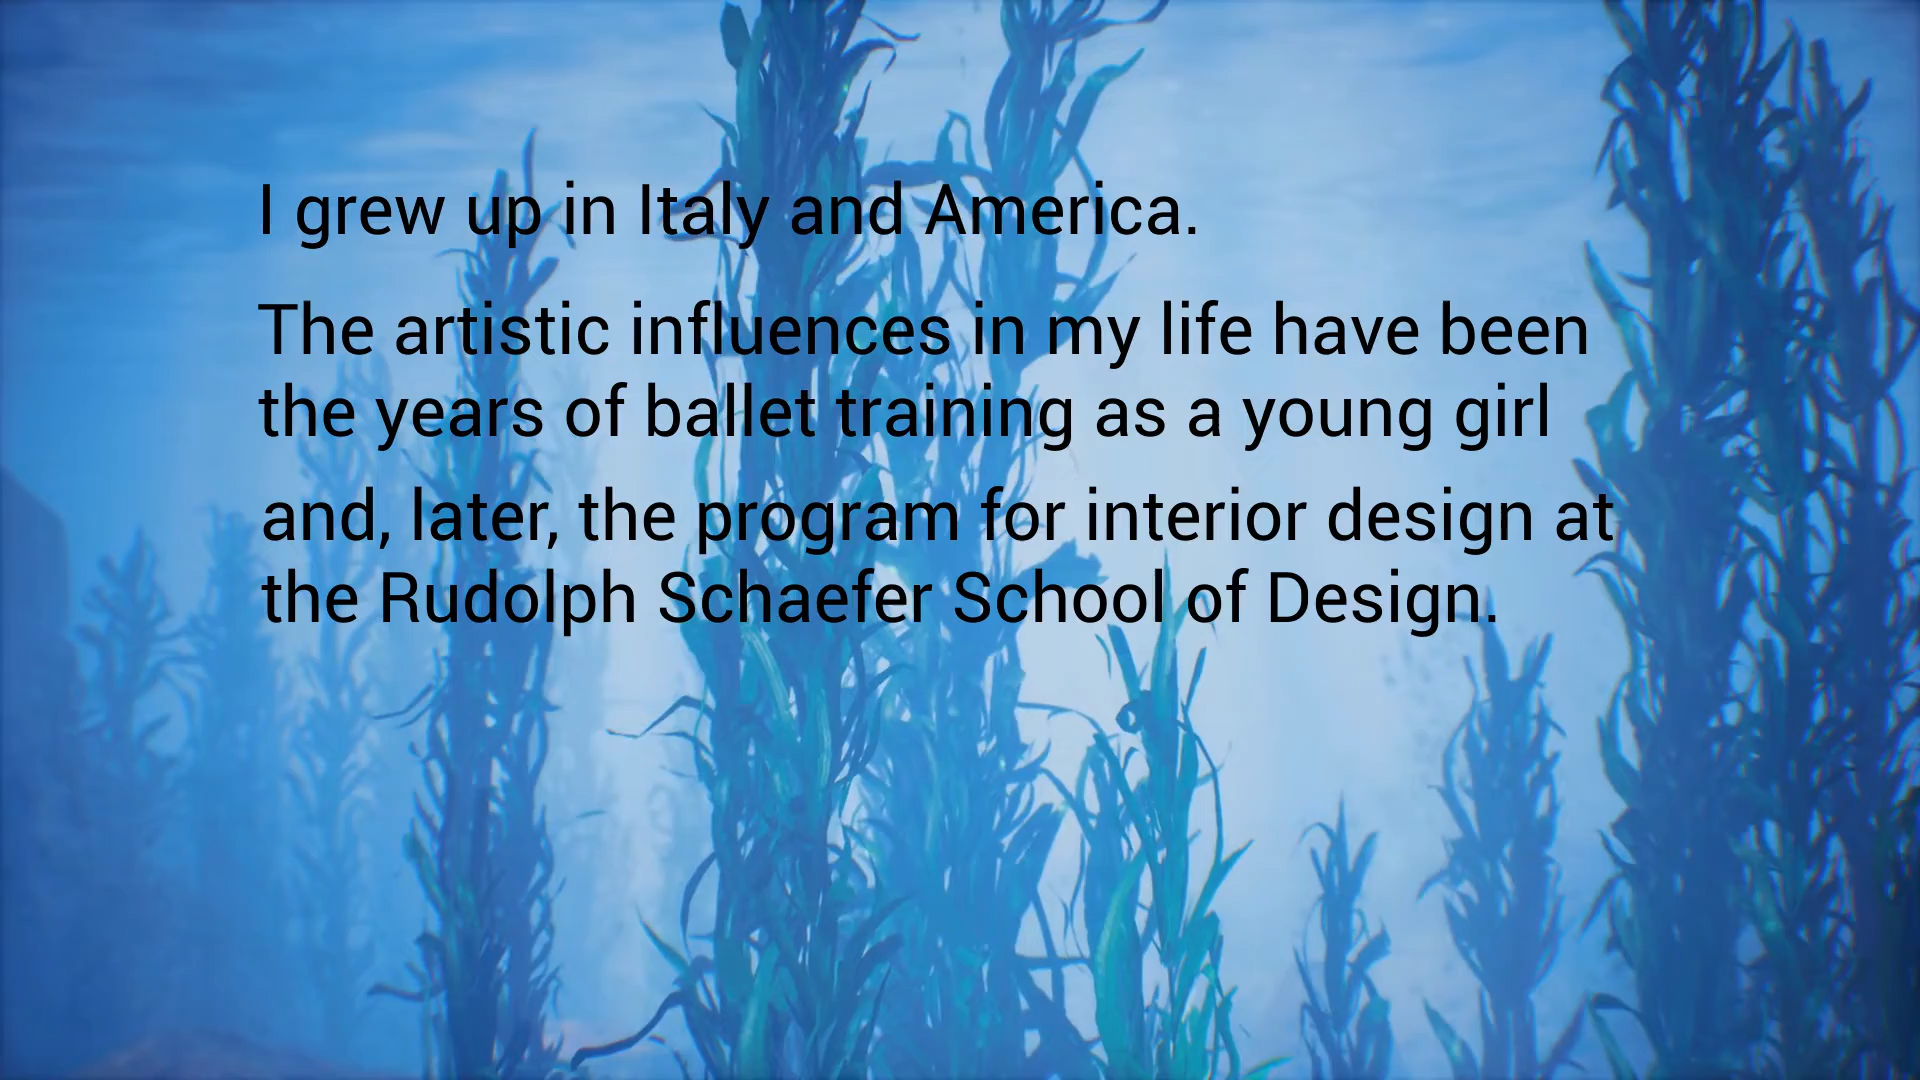 I grew up in Italy and America.
The artistic influences in my life have been
the years of ballet training as a young girl
and, later, the program for interior design at
the Rudolph Schaefer School of Design.